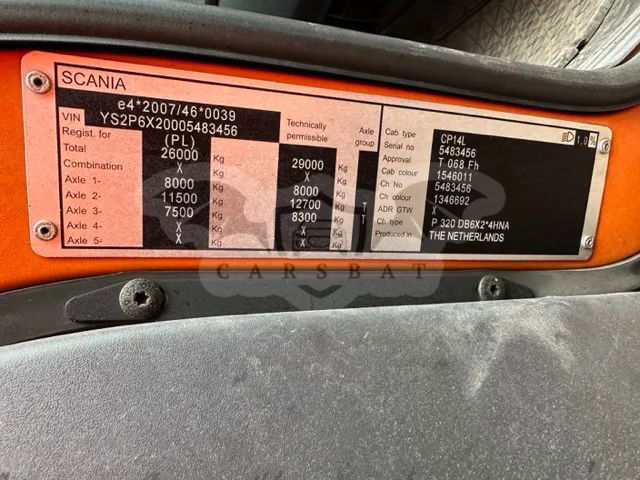 SCANIA
e4*2007/46*0039
VIN YS2P6X20005483456
Regist. for (PL)
Technically permissible
Axle group
Total 26000 Kg 29000 Kg
Combination X Kg X Kg
Axle 1- 8000 Kg 8000 Kg
Axle 2- 11500 Kg 12700 Kg T
Axle 3- 7500 Kg 8300 Kg T
Axle 4- X Kg X Kg
Axle 5- X Kg X Kg
1,0%
Cab type CP14L
Serial no 5483456
Approval T 068 Fh
Cab colour 1546011
Ch No 5483456
Ch colour 1346692
ADR GTW X
Ch. type P 320 DB6X2*4HNA
Produced in THE NETHERLANDS
CARSBAT